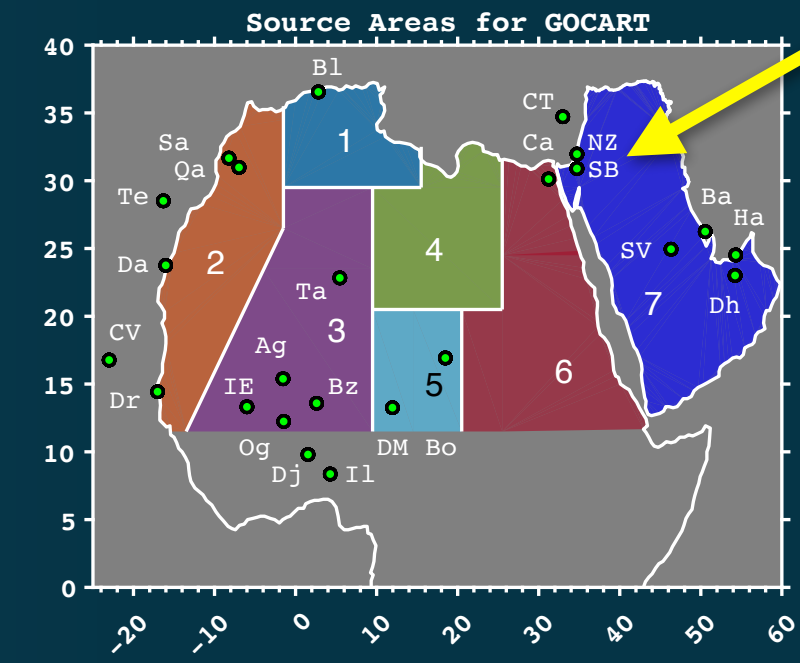 Source Areas for GOCART
40
35
30
25
20
15
10
5
0
-20
-10
0
10
20
30
40
50
60
Bl
1
CT
Sa
Ca
NZ
Qa
SB
Te
Ba
Ha
2
4
SV
Da
Ta
7
Dh
3
CV
Ag
6
IE
Bz
5
Dr
Og
DM
Bo
Dj
Il